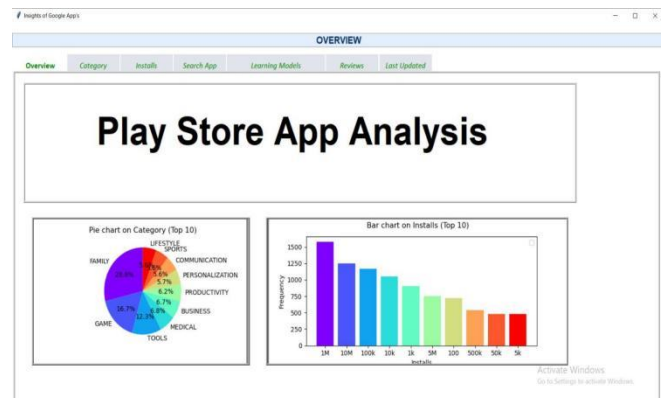 Insights of Google App's
OVERVIEW
Overview Category Installs Search App Learning Models Reviews Last Updated
Play Store App Analysis
Pie chart on Category (Top 10)
LIFESTYLE
SPORTS
FAMILY
COMMUNICATION
5.6%
PERSONALIZATION
5.7%
6.2% PRODUCTIVITY
6.7%
16.7% 6.8% BUSINESS
12.3% MEDICAL
GAME
TOOLS
Bar chart on Installs (Top 10)
Frequency
1500
1250
1000
750
500
250
0
1M 10M 100k 10k 1k 5M 100 500k 50k 5k
Installs
Activate Windows
Go to Settings to activate Windows.